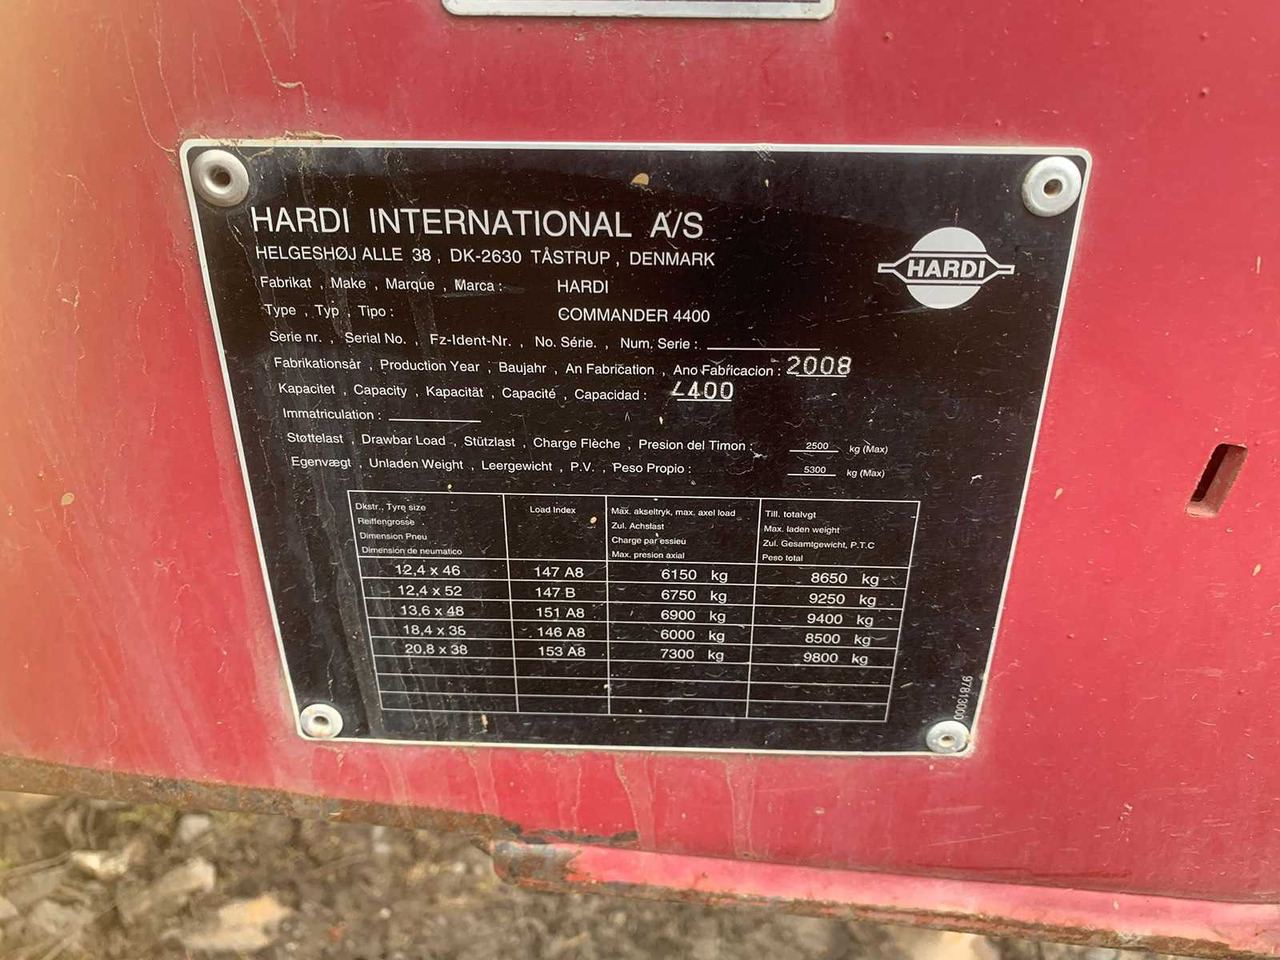 HARDI INTERNATIONAL A/S
HELGESHØJ ALLE 38 , DK-2630 TÅSTRUP , DENMARK
HARDI
Fabrikat , Make , Marque , Marca : HARDI
Type , Typ , Tipo : COMMANDER 4400
Serie nr. , Serial No. , Fz-Ident-Nr. , No. Série. , Num. Serie :
Fabrikationsår , Production Year , Baujahr , An Fabrication , Ano Fabricacion : 2008
Kapacitet , Capacity , Kapacität , Capacité , Capacidad : 4400
Immatriculation :
Støttelast , Drawbar Load , Stützlast , Charge Flèche , Presion del Timon : 2500 kg (Max)
Egenvægt , Unladen Weight , Leergewicht , P.V. , Peso Propio : 5300 kg (Max)
Dkstr., Tyre size
Reiffengrosse
Dimension Pneu
Dimension de neumatico
Load Index
Max. akseltryk, max. axel load
Zul. Achslast
Charge par essieu
Max. presion axial
Till. totalvgt
Max. laden weight
Zul. Gesamtgewicht, P.T.C
Peso total
12,4 x 46 147 A8 6150 kg 8650 kg
12,4 x 52 147 B 6750 kg 9250 kg
13,6 x 48 151 A8 6900 kg 9400 kg
18,4 x 38 146 A8 6000 kg 8500 kg
20,8 x 38 153 A8 7300 kg 9800 kg
97813000